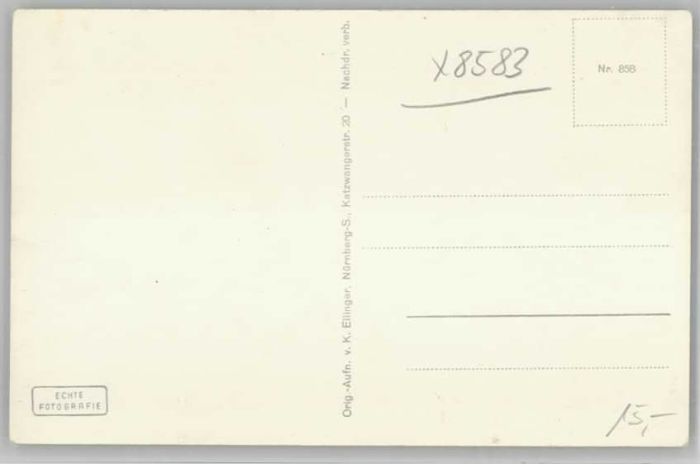 X8583
Nr. 858
Orig.-Aufn. v. K. Ellinger, Nürnberg-S., Katzwangerstr. 20 — Nachdr. verb.
ECHTE
FOTOGRAFIE
15,-